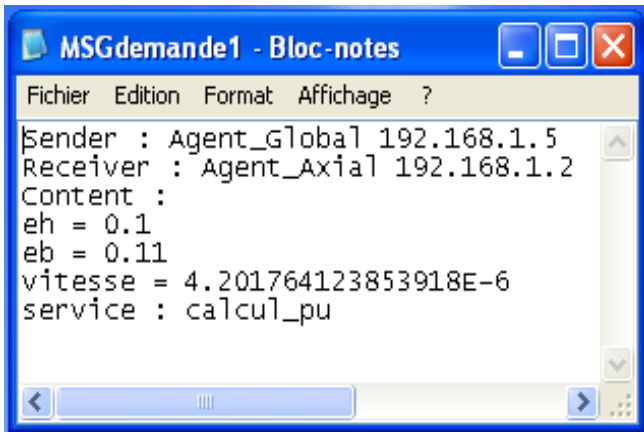 MSGdemande1 - Bloc-notes
Fichier Edition Format Affichage ?
Sender : Agent_Global 192.168.1.5
Receiver : Agent_Axial 192.168.1.2
Content :
eh = 0.1
eb = 0.11
vitesse = 4.201764123853918E-6
service : calcul_pu